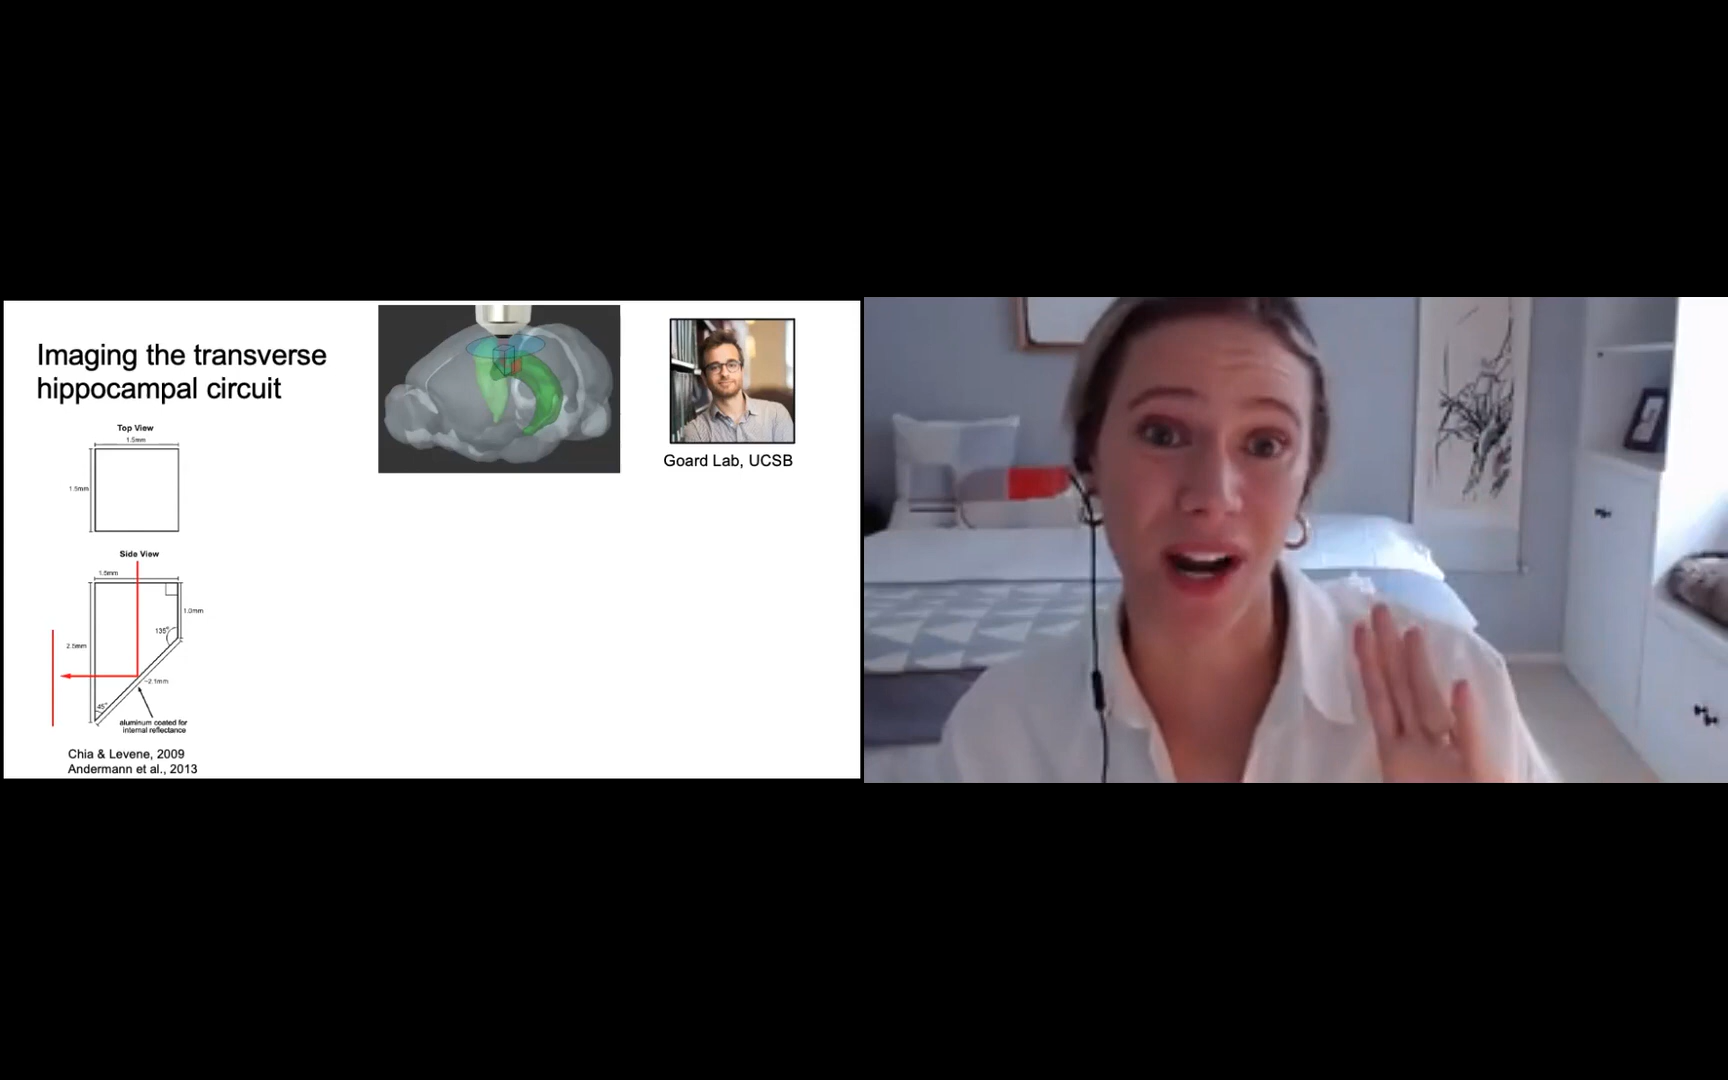 Imaging the transverse
hippocampal circuit
Top View
1.5mm
1.5mm
Side View
1.5mm
1.0mm
135°
2.5mm
~2.1mm
45°
aluminum coated for
internal reflectance
Chia & Levene, 2009
Andermann et al., 2013
Goard Lab, UCSB